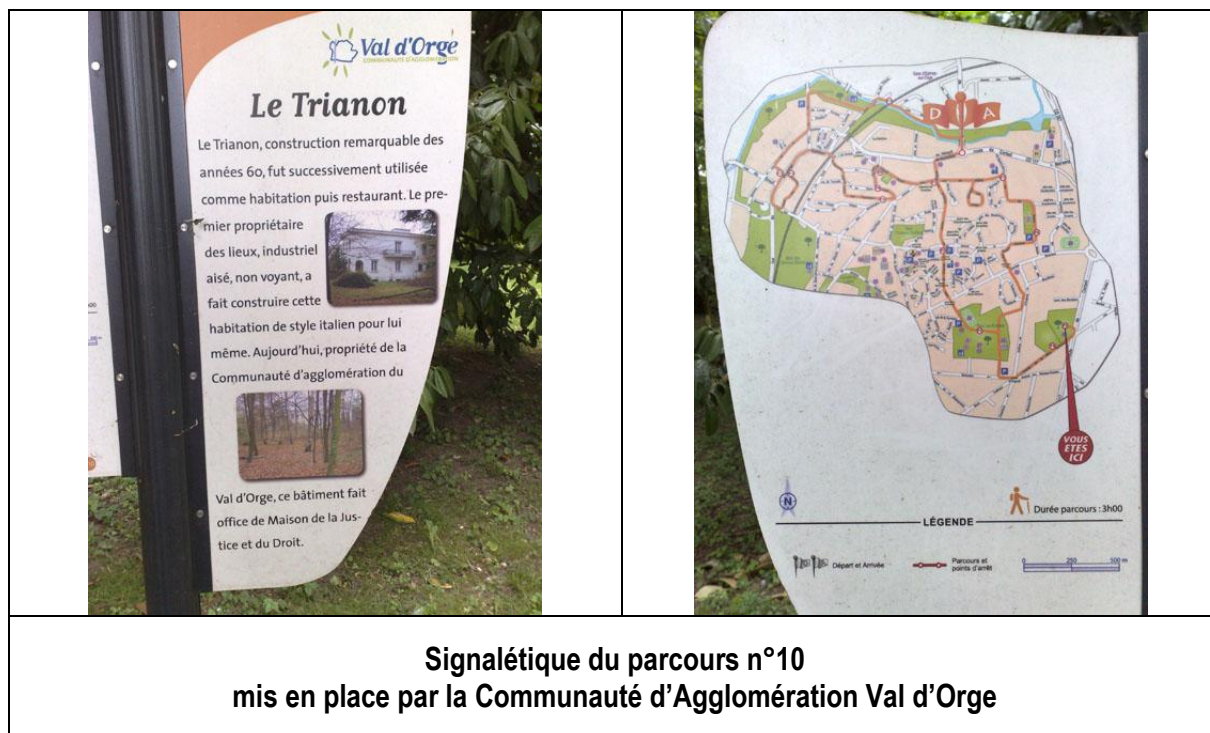 Val d'Orge
COMMUNAUTÉ D'AGGLOMÉRATION
Le Trianon
Le Trianon, construction remarquable des
années 60, fut successivement utilisée
comme habitation puis restaurant. Le pre-
mier propriétaire
des lieux, industriel
aisé, non voyant, a
fait construire cette
habitation de style italien pour lui
même. Aujourd'hui, propriété de la
Communauté d'agglomération du
Val d'Orge, ce bâtiment fait
office de Maison de la Jus-
tice et du Droit.
D A
VOUS
ETES
ICI
N
Durée parcours : 3h00
LÉGENDE
Départ et Arrivée
Parcours et
points d'arrêt
0 250 500 m
Signalétique du parcours n°10
mis en place par la Communauté d'Agglomération Val d'Orge